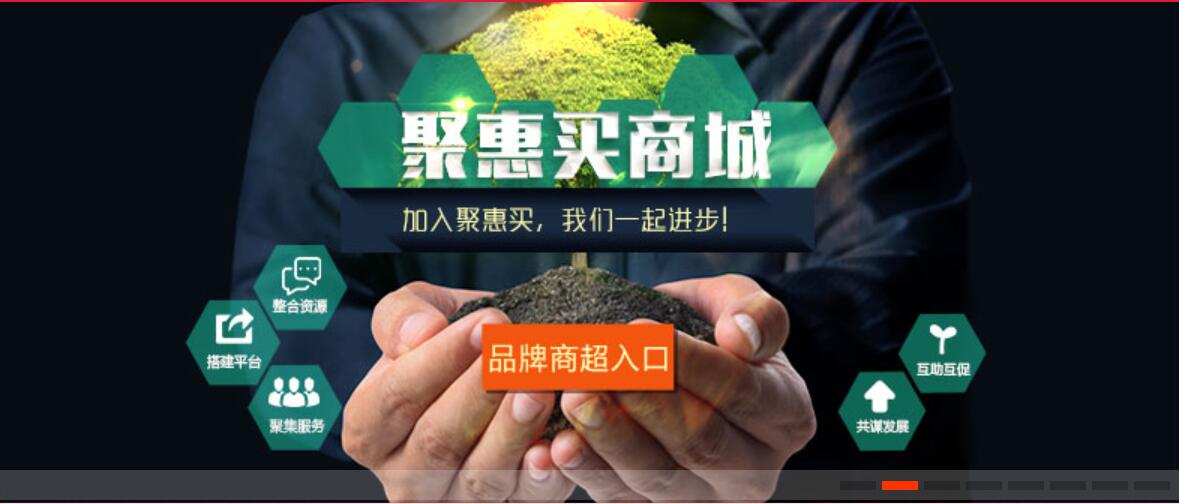 聚惠买商城
加入聚惠买，我们一起进步！
整合资源
搭建平台
聚集服务
品牌商超入口
互助互促
共谋发展